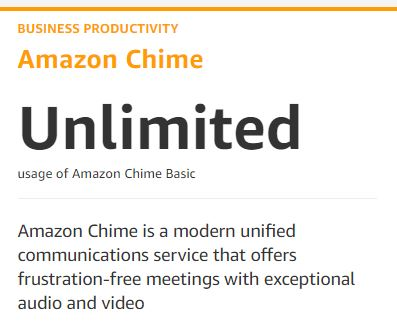 BUSINESS PRODUCTIVITY
Amazon Chime
Unlimited
usage of Amazon Chime Basic
Amazon Chime is a modern unified
communications service that offers
frustration-free meetings with exceptional
audio and video